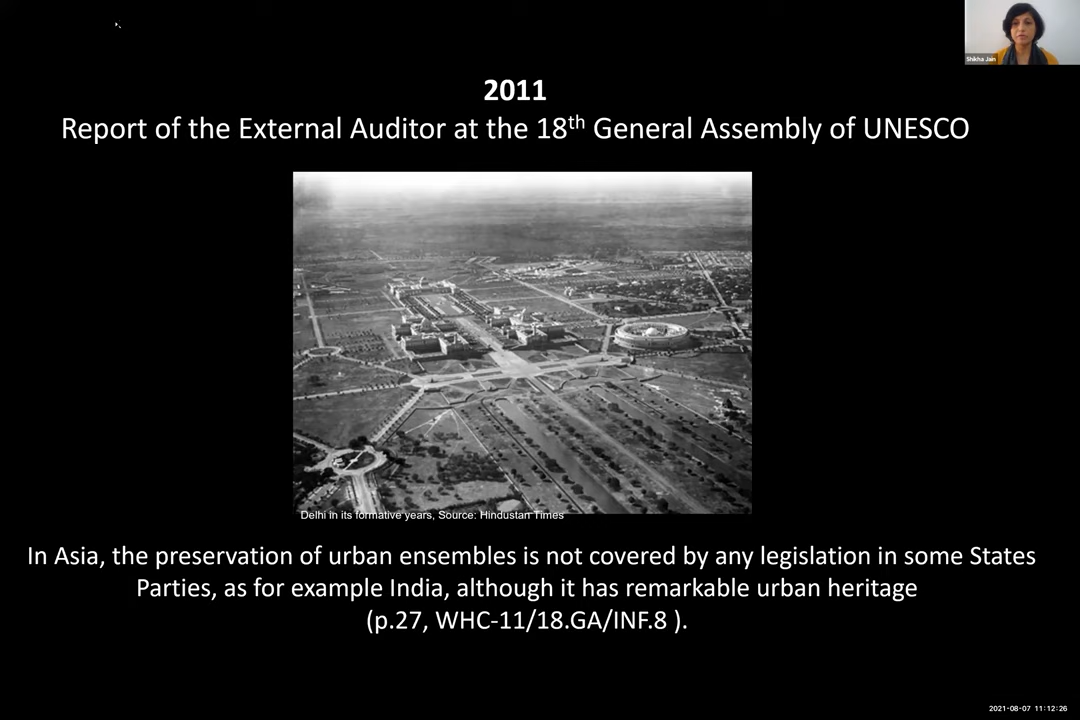 Shikha Jain
2011
Report of the External Auditor at the 18th General Assembly of UNESCO
Delhi in its formative years, Source: Hindustan Times
In Asia, the preservation of urban ensembles is not covered by any legislation in some States
Parties, as for example India, although it has remarkable urban heritage
(p.27, WHC-11/18.GA/INF.8 ).
2021-08-07 11:12:26